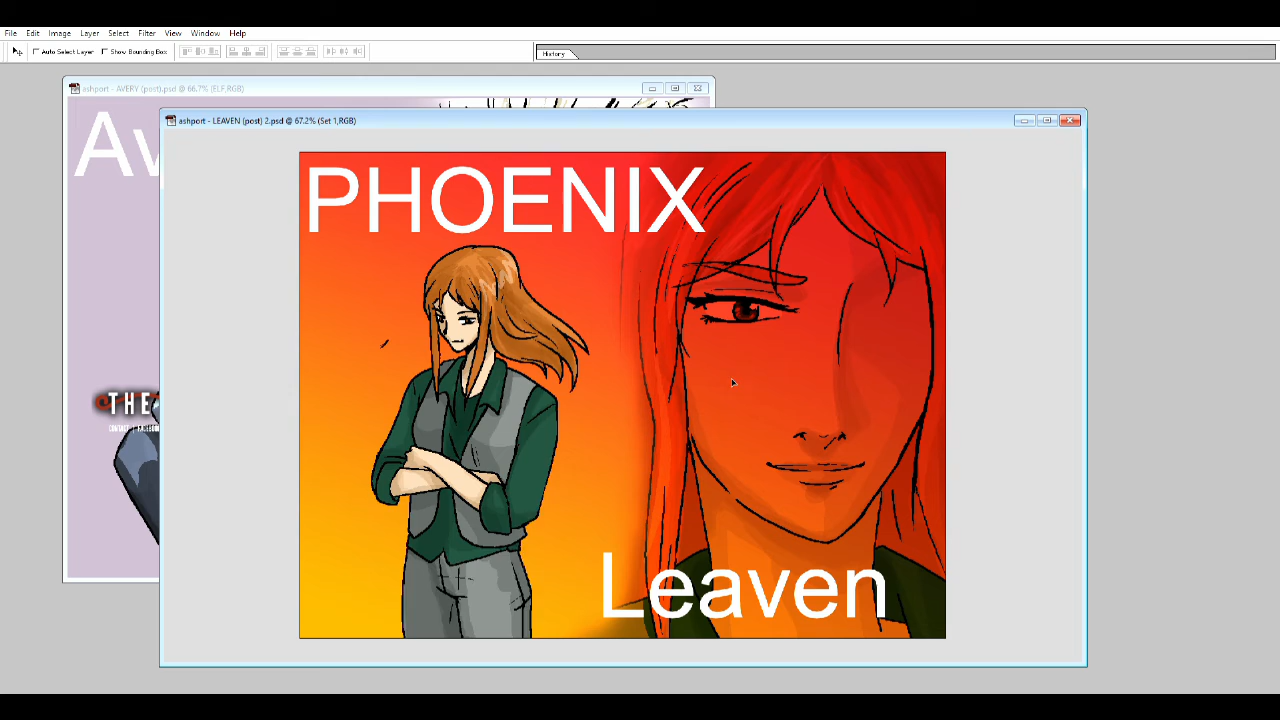 File Edit Image Layer Select Filter View Window Help
Auto Select Layer Show Bounding Box
History
ashport - AVERY (post).psd @ 66.7% (ELF,RGB)
ashport - LEAVEN (post) 2.psd @ 67.2% (Set 1,RGB)
Av
PHOENIX
THE
CONTACT | FACEBOO
Leaven